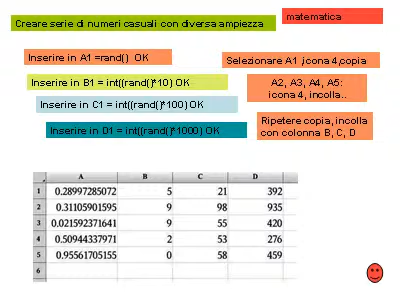 Creare serie di numeri casuali con diversa ampiezza
matematica
Inserire in A1 =rand() OK
Selezionare A1 ,icona 4,copia
Inserire in B1 = int((rand()*10) OK
A2, A3, A4, A5:
icona 4, incolla..
Inserire in C1 = int((rand()*100) OK
Inserire in D1 = int((rand()*1000) OK
Ripetere copia, incolla
con colonna B, C, D
A B C D
1 0.28997285072 5 21 392
2 0.31105901595 9 98 935
3 0.021592371641 9 55 420
4 0.50944337971 2 53 276
5 0.95561705155 0 58 459
6